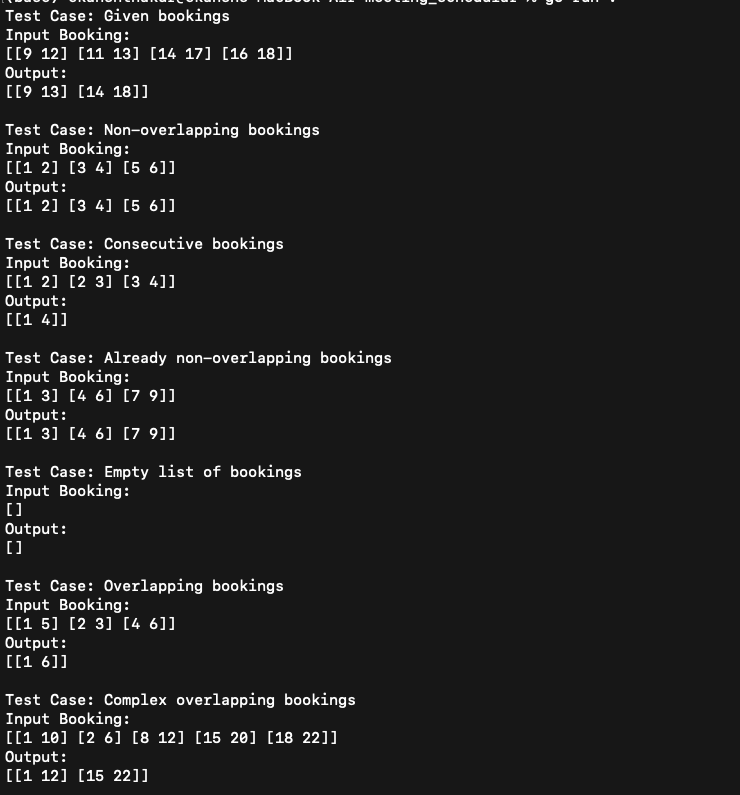 Test Case: Given bookings
Input Booking:
[[9 12] [11 13] [14 17] [16 18]]
Output:
[[9 13] [14 18]]

Test Case: Non-overlapping bookings
Input Booking:
[[1 2] [3 4] [5 6]]
Output:
[[1 2] [3 4] [5 6]]

Test Case: Consecutive bookings
Input Booking:
[[1 2] [2 3] [3 4]]
Output:
[[1 4]]

Test Case: Already non-overlapping bookings
Input Booking:
[[1 3] [4 6] [7 9]]
Output:
[[1 3] [4 6] [7 9]]

Test Case: Empty list of bookings
Input Booking:
[]
Output:
[]

Test Case: Overlapping bookings
Input Booking:
[[1 5] [2 3] [4 6]]
Output:
[[1 6]]

Test Case: Complex overlapping bookings
Input Booking:
[[1 10] [2 6] [8 12] [15 20] [18 22]]
Output:
[[1 12] [15 22]]